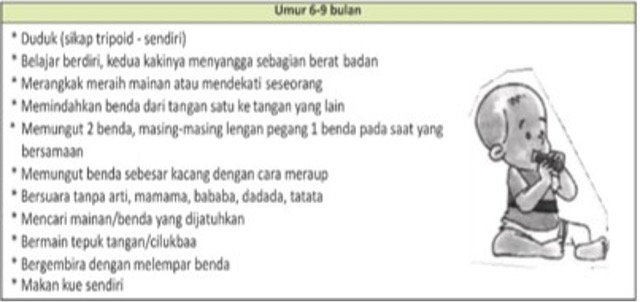 Umur 6-9 bulan
* Duduk (sikap tripoid - sendiri)
* Belajar berdiri, kedua kakinya menyangga sebagian berat badan
* Merangkak meraih mainan atau mendekati seseorang
* Memindahkan benda dari tangan satu ke tangan yang lain
* Memungut 2 benda, masing-masing lengan pegang 1 benda pada saat yang
bersamaan
* Memungut benda sebesar kacang dengan cara meraup
* Bersuara tanpa arti, mamama, bababa, dadada, tatata
* Mencari mainan/benda yang dijatuhkan
* Bermain tepuk tangan/cilukbaa
* Bergembira dengan melempar benda
* Makan kue sendiri